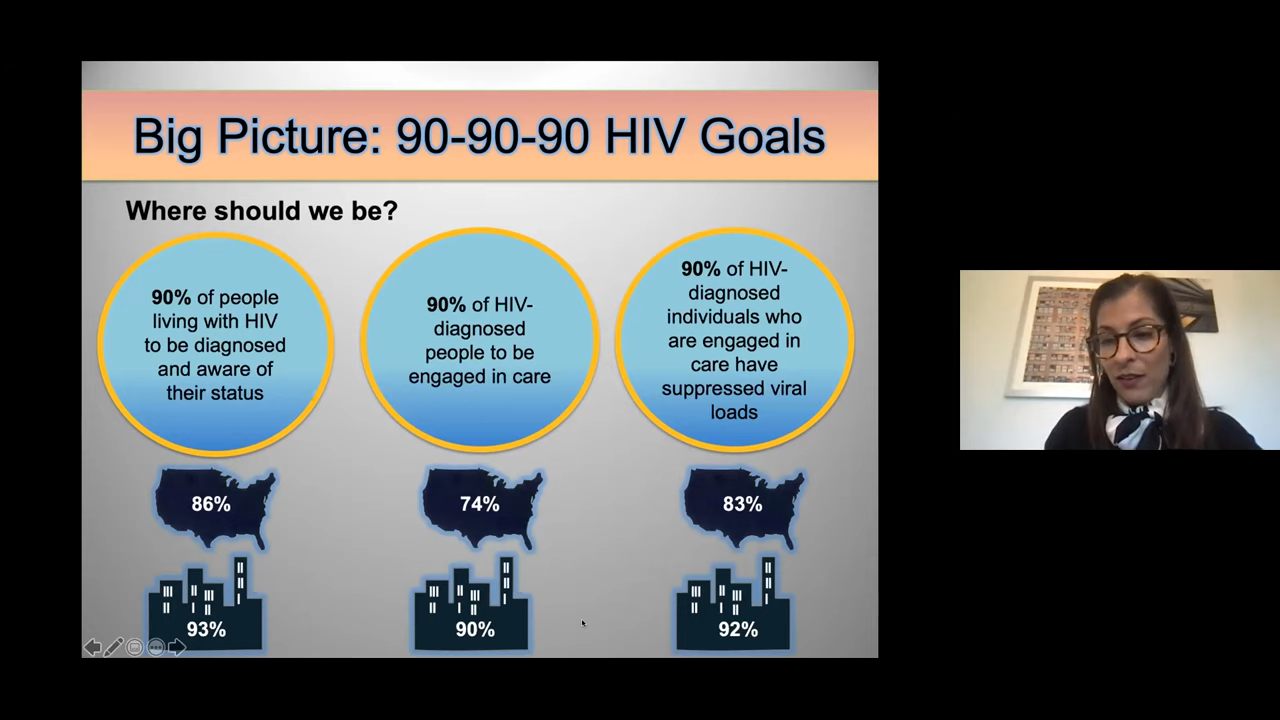 Big Picture: 90-90-90 HIV Goals
Where should we be?
90% of people
living with HIV
to be diagnosed
and aware of
their status
90% of HIV-
diagnosed
people to be
engaged in care
90% of HIV-
diagnosed
individuals who
are engaged in
care have
suppressed viral
loads
86%
74%
83%
93%
90%
92%